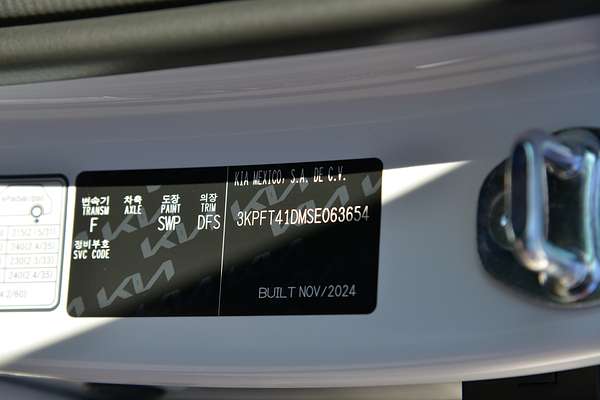 KIA MEXICO, S.A. DE C.V.
변속기 차축 도장 의장
TRANSM AXLE PAINT TRIM
F SWP DFS
3KPFT41DMSE063654
정비부호
SVC CODE
BUILT NOV/2024